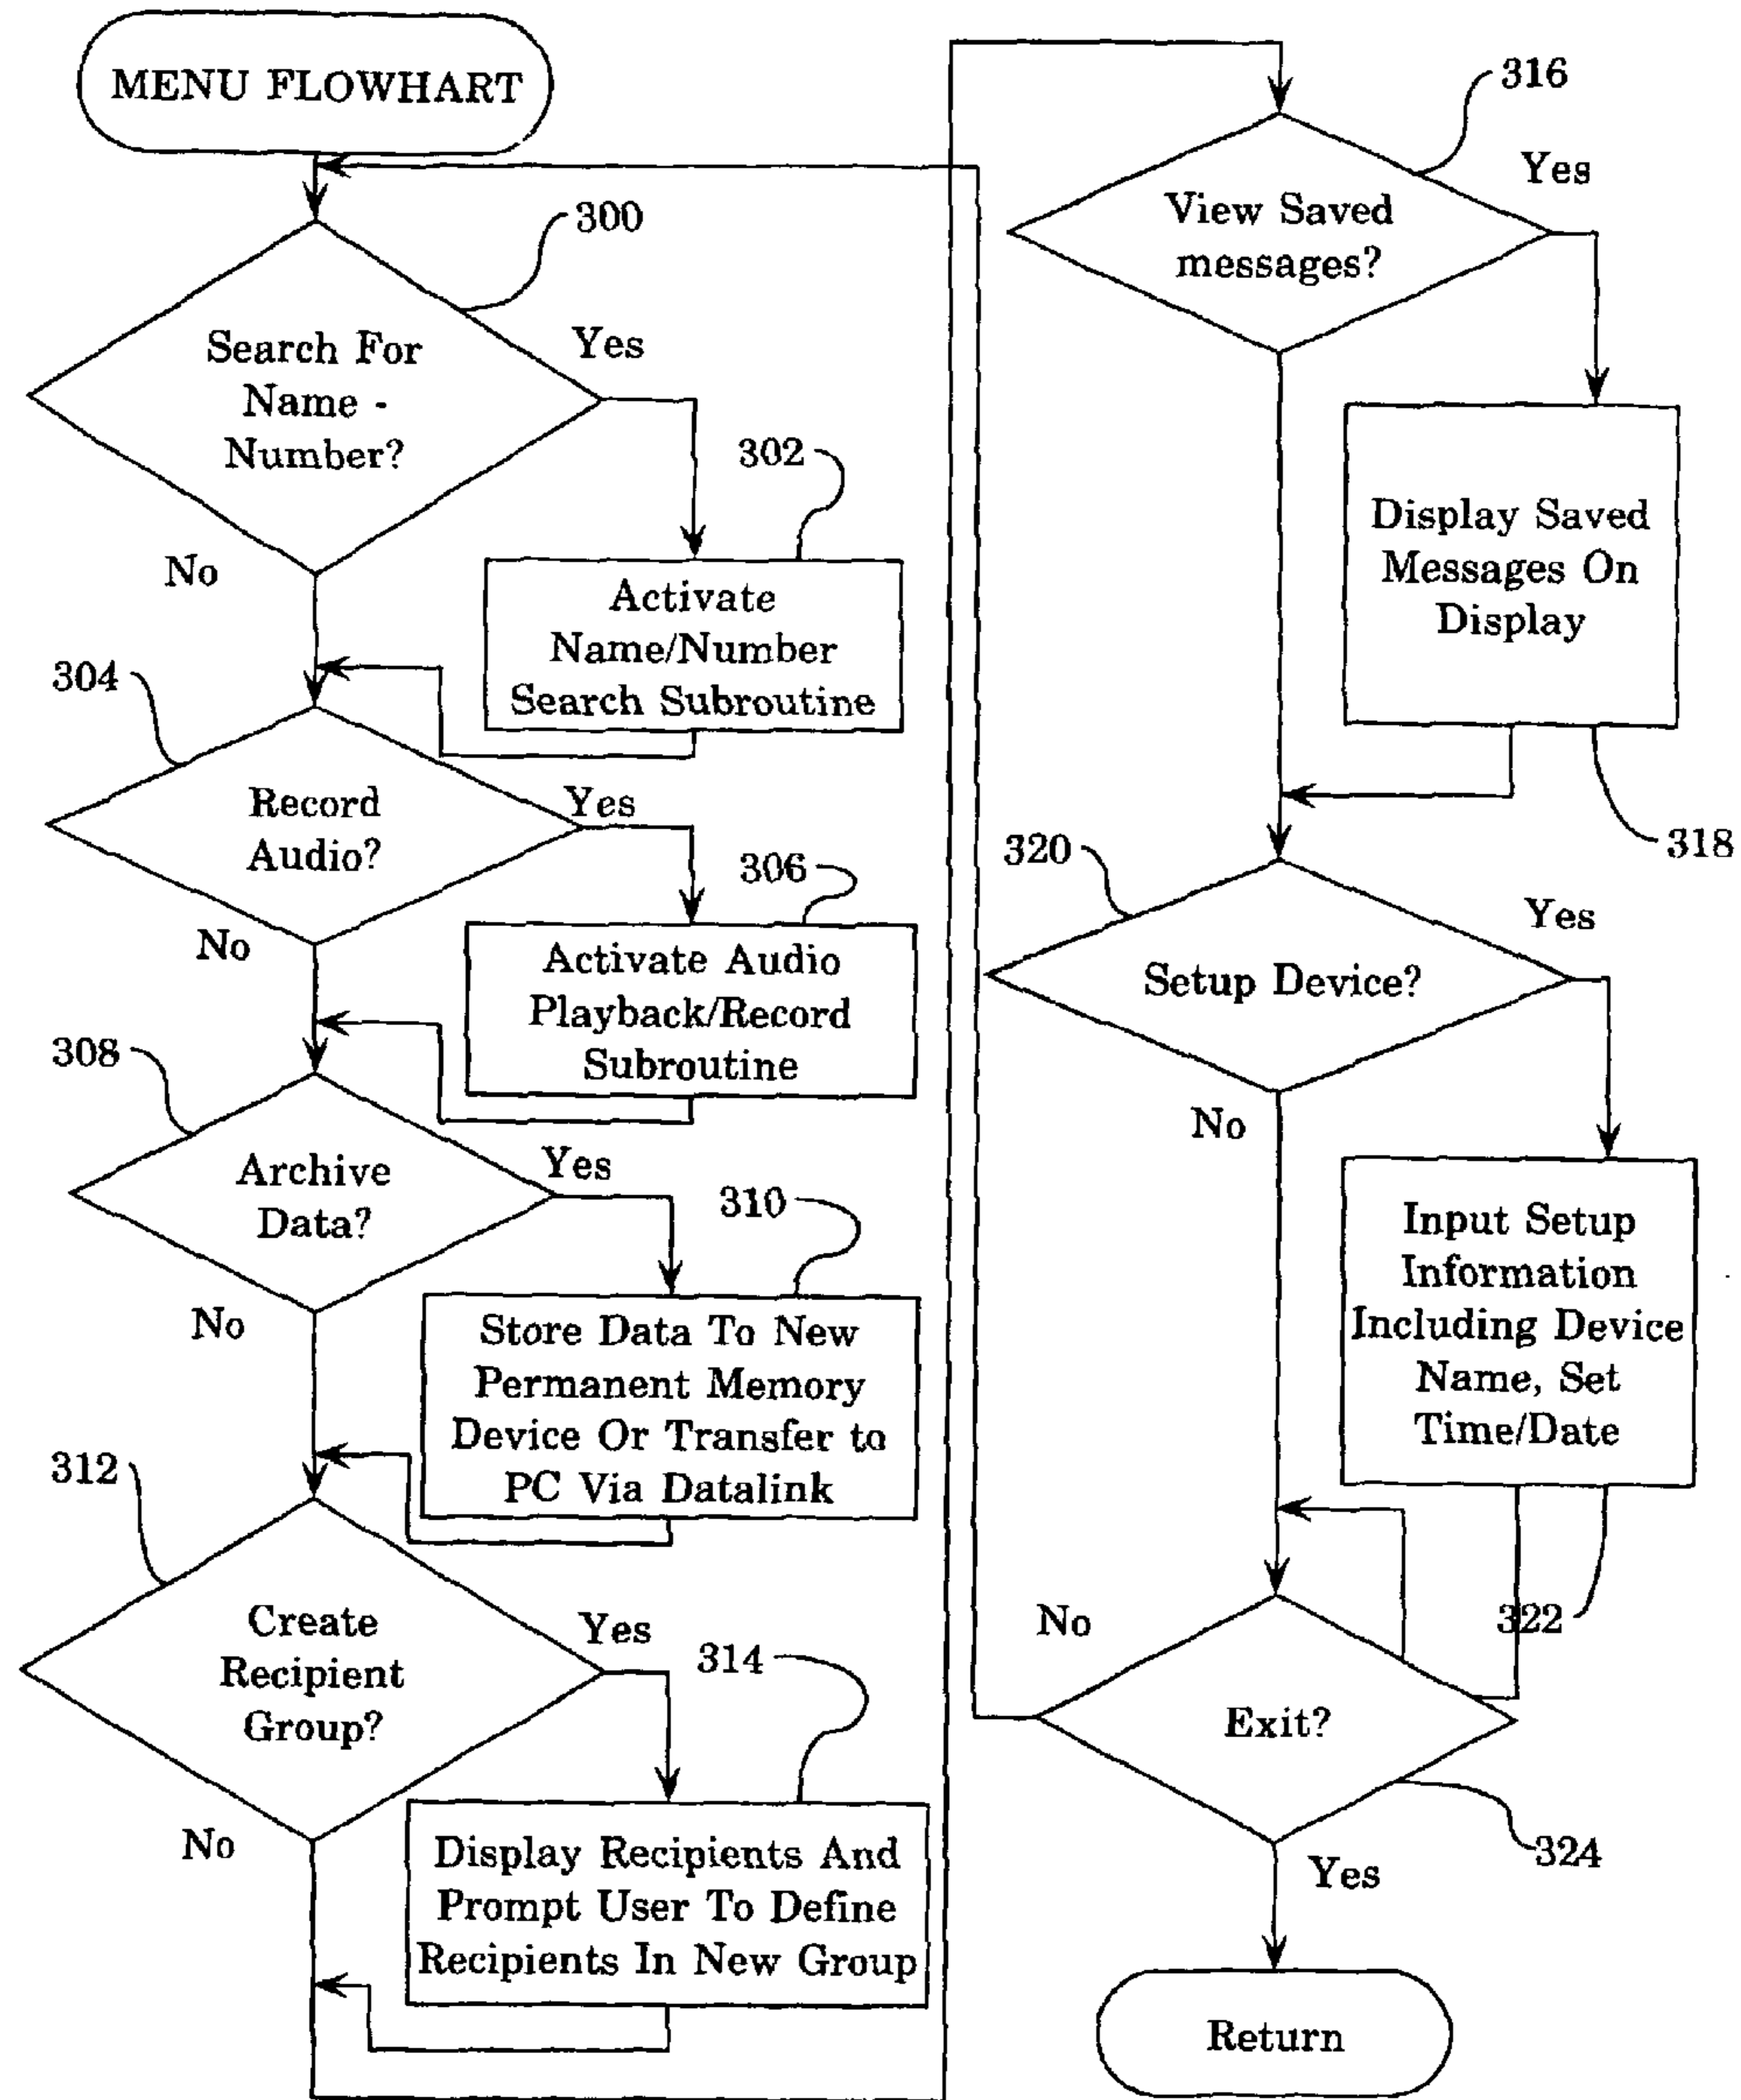 MENU FLOWHART
300
Search For
Name -
Number?
Yes
No
302
Activate
Name/Number
Search Subroutine
304
Record
Audio?
Yes
No
306
Activate Audio
Playback/Record
Subroutine
308
Archive
Data?
Yes
No
310
Store Data To New
Permanent Memory
Device Or Transfer to
PC Via Datalink
312
Create
Recipient
Group?
Yes
No
314
Display Recipients And
Prompt User To Define
Recipients In New Group
316
View Saved
messages?
Yes
Display Saved
Messages On
Display
318
320
Setup Device?
Yes
No
Input Setup
Information
Including Device
Name, Set
Time/Date
322
No
Exit?
324
Yes
Return